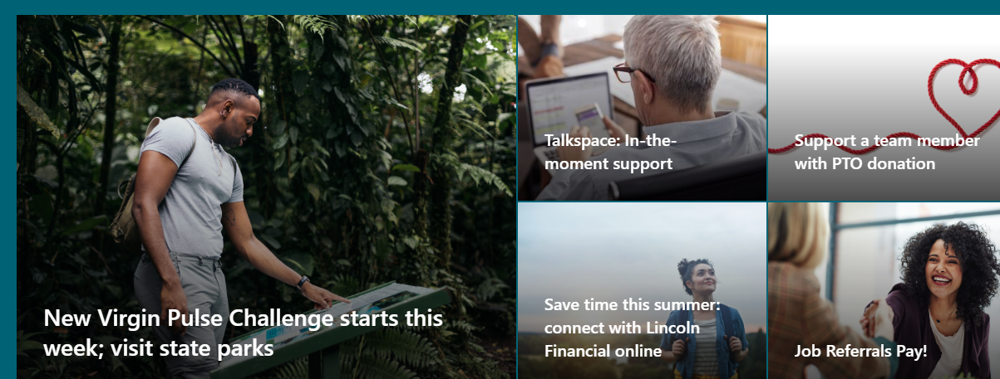 New Virgin Pulse Challenge starts this
week; visit state parks
Talkspace: In-the-
moment support
Support a team member
with PTO donation
Save time this summer:
connect with Lincoln
Financial online
Job Referrals Pay!